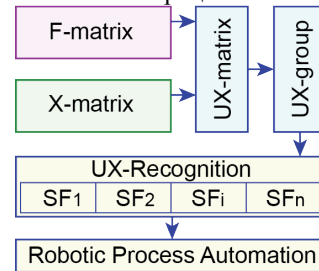 F-matrix
X-matrix
UX-matrix
UX-group
UX-Recognition
SF1 SF2 SFi SFn
Robotic Process Automation